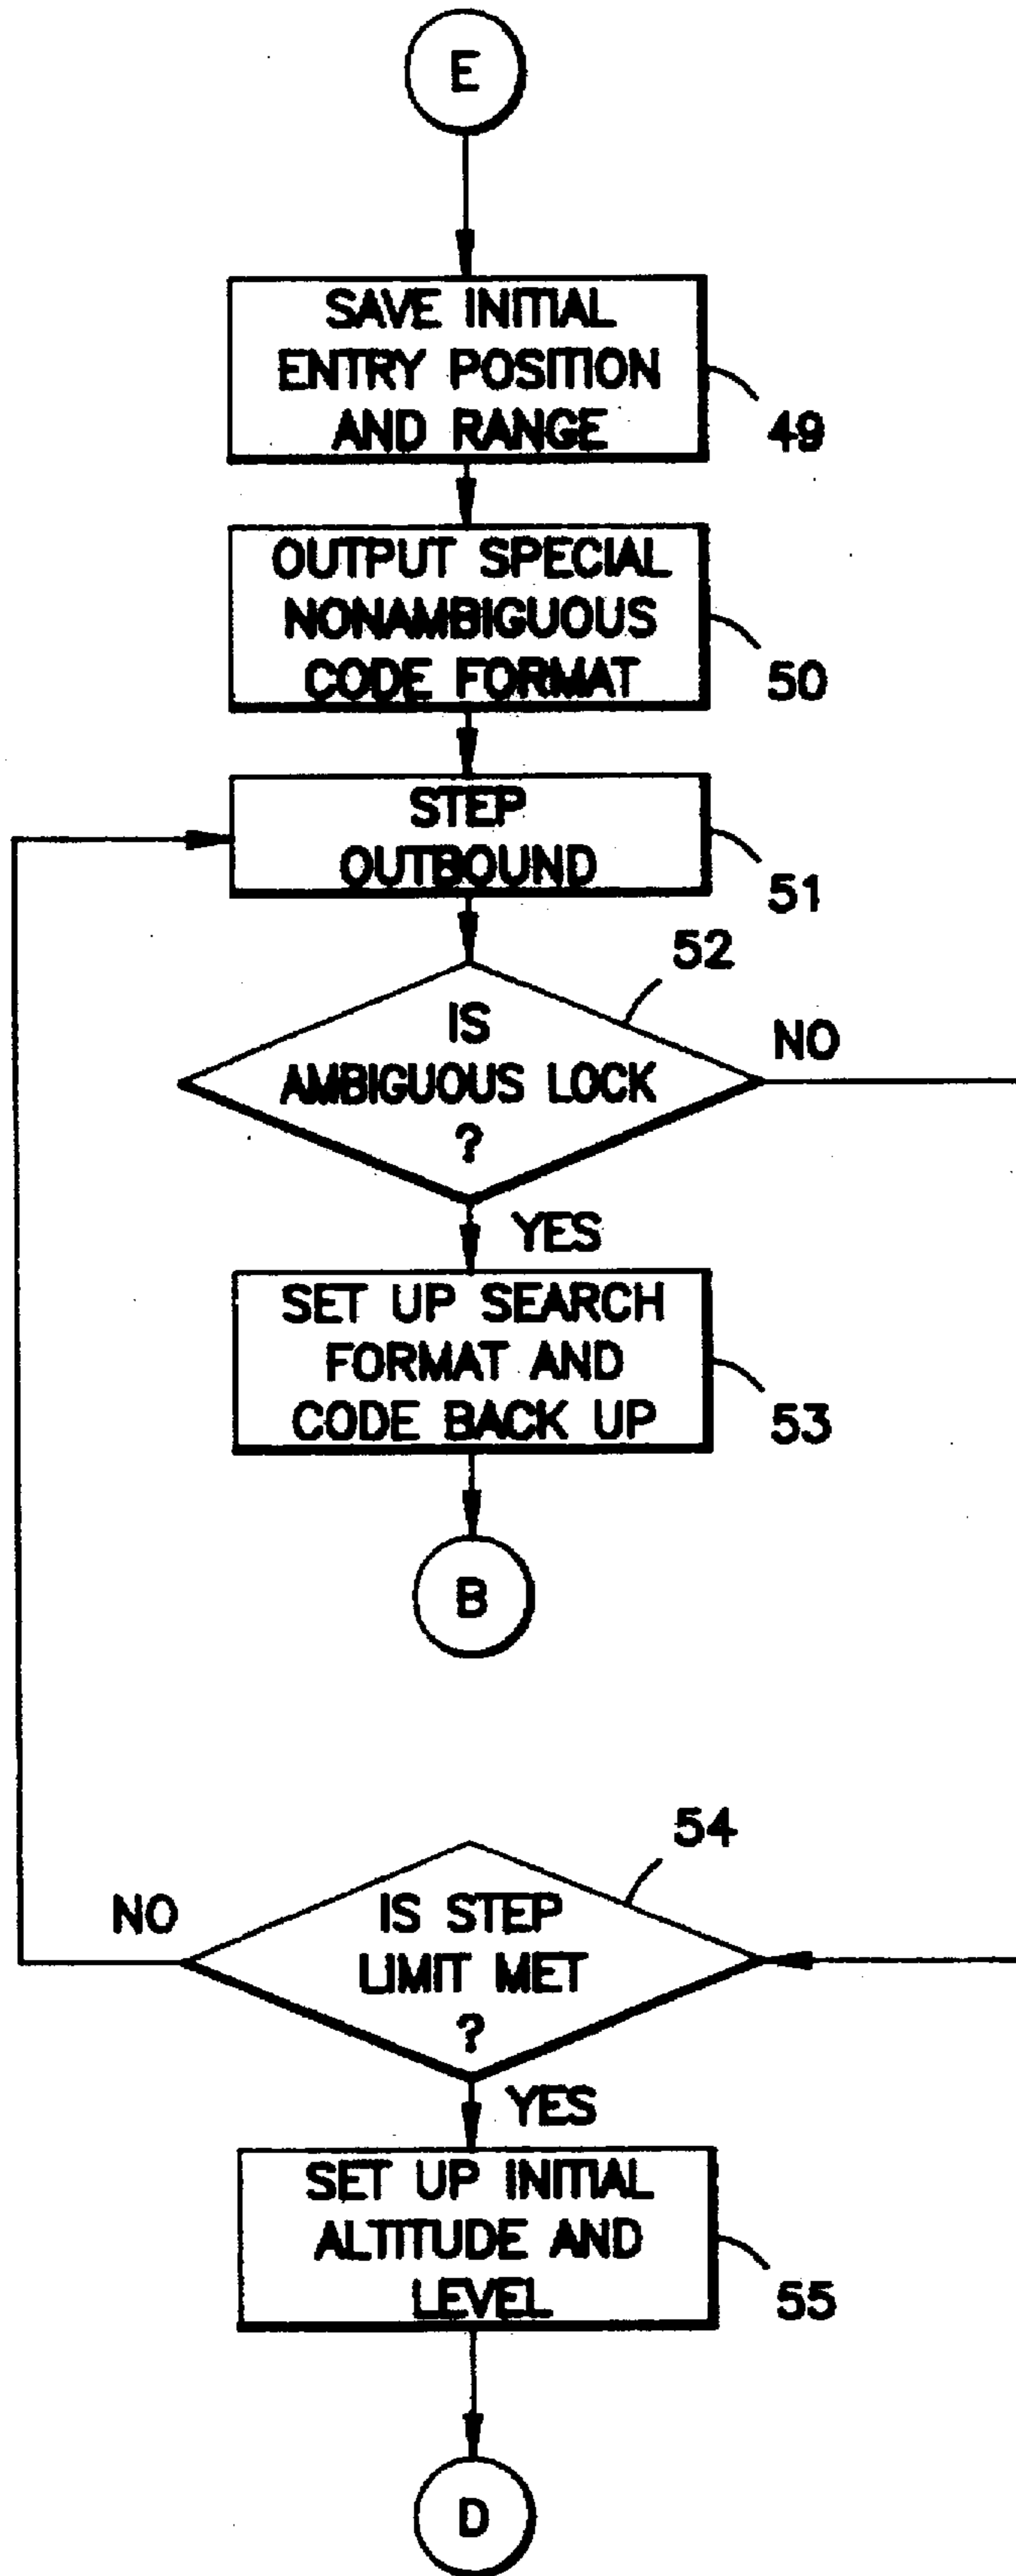 E
SAVE INITIAL
ENTRY POSITION
AND RANGE
49
OUTPUT SPECIAL
NONAMBIGUOUS
CODE FORMAT
50
STEP
OUTBOUND
51
52
IS
AMBIGUOUS LOCK
?
NO
YES
SET UP SEARCH
FORMAT AND
CODE BACK UP
53
B
54
NO
IS STEP
LIMIT MET
?
YES
SET UP INITIAL
ALTITUDE AND
LEVEL
55
D